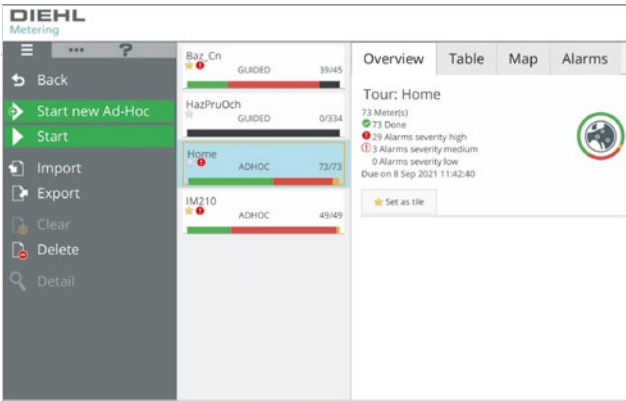 DIEHL
Metering
?
Back
Start new Ad-Hoc
Start
Import
Export
Clear
Delete
Detail
Baz_Cn
GUIDED 39/45
HazPruOch
GUIDED 0/334
Home
ADHOC 73/73
IM210
ADHOC 49/49
Overview Table Map Alarms
Tour: Home
73 Meter(s)
73 Done
29 Alarms severity high
3 Alarms severity medium
0 Alarms severity low
Due on 8 Sep 2021 11:42:40
Set as tile